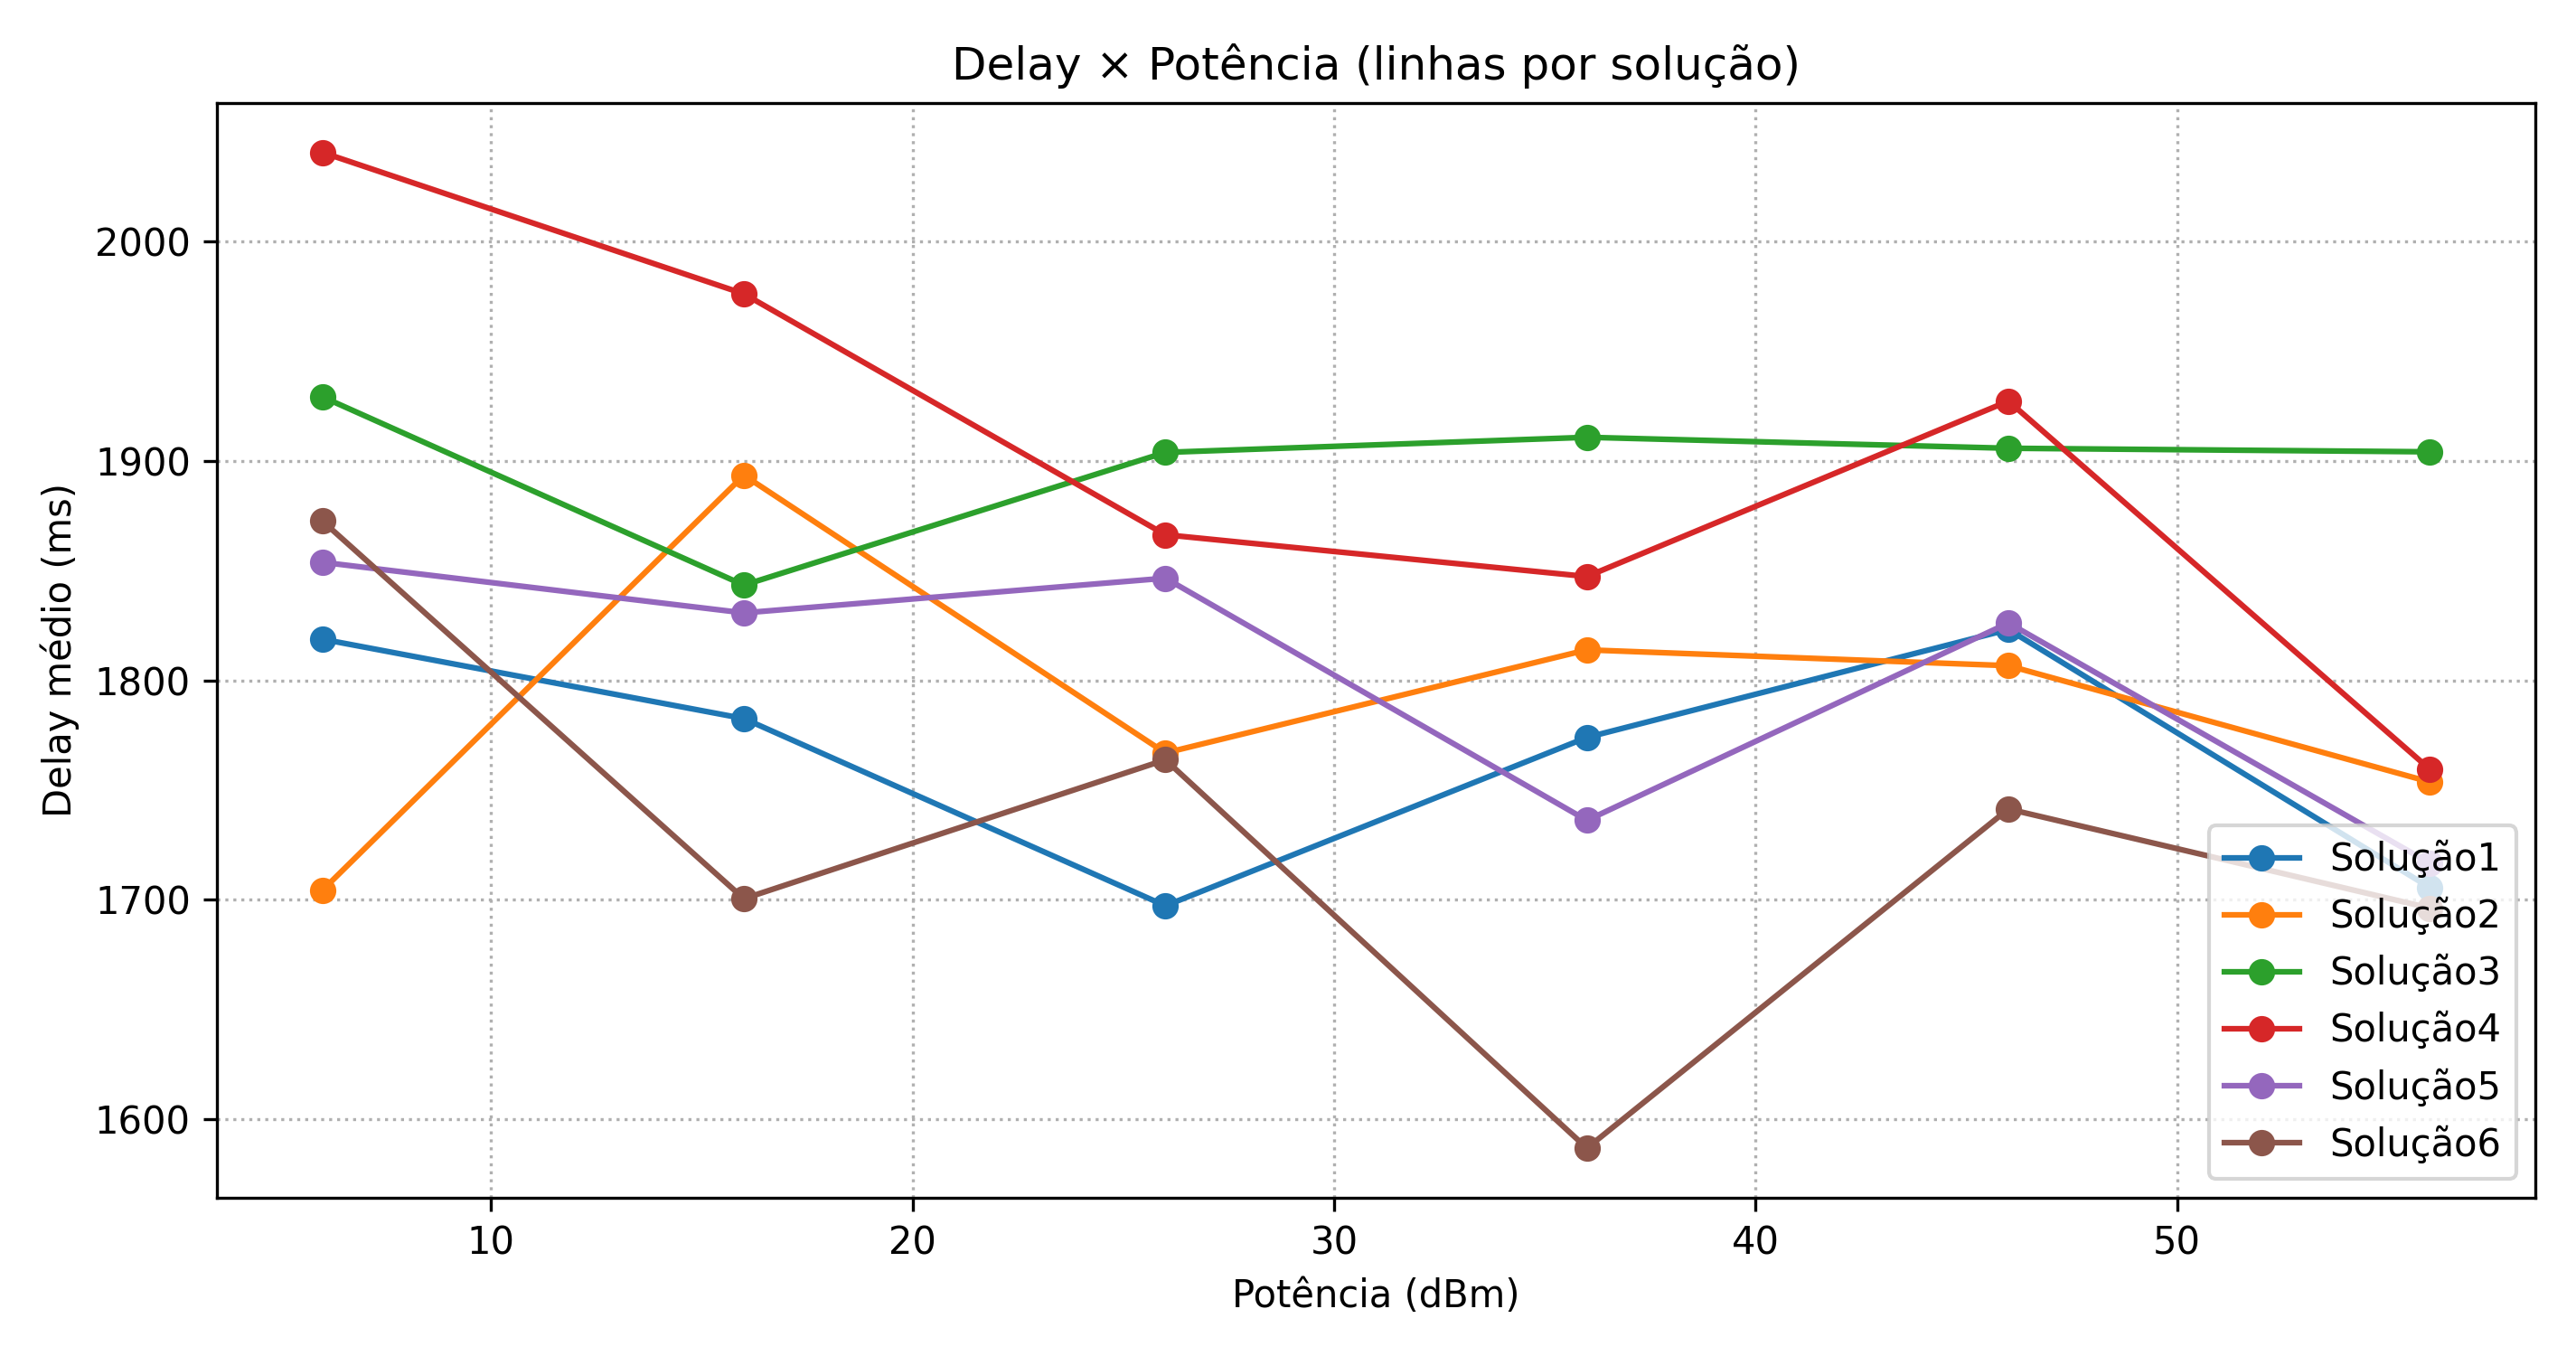 Delay × Potência (linhas por solução)
Delay médio (ms)
2000
1900
1800
1700
1600
10 20 30 40 50
Potência (dBm)
Solução1
Solução2
Solução3
Solução4
Solução5
Solução6